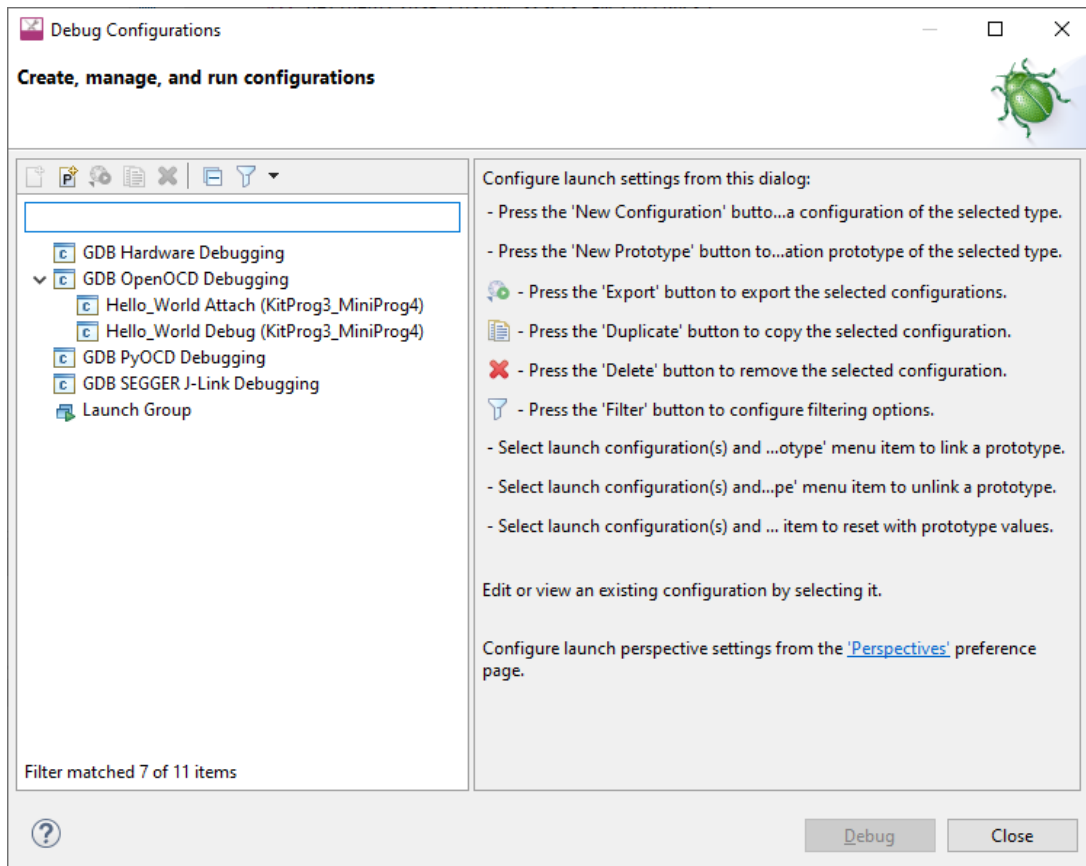 Debug Configurations
Create, manage, and run configurations
P
GDB Hardware Debugging
GDB OpenOCD Debugging
Hello_World Attach (KitProg3_MiniProg4)
Hello_World Debug (KitProg3_MiniProg4)
GDB PyOCD Debugging
GDB SEGGER J-Link Debugging
Launch Group
Filter matched 7 of 11 items
Configure launch settings from this dialog:
- Press the 'New Configuration' butto...a configuration of the selected type.
- Press the 'New Prototype' button to...ation prototype of the selected type.
- Press the 'Export' button to export the selected configurations.
- Press the 'Duplicate' button to copy the selected configuration.
- Press the 'Delete' button to remove the selected configuration.
- Press the 'Filter' button to configure filtering options.
- Select launch configuration(s) and ...otype' menu item to link a prototype.
- Select launch configuration(s) and...pe' menu item to unlink a prototype.
- Select launch configuration(s) and ... item to reset with prototype values.
Edit or view an existing configuration by selecting it.
Configure launch perspective settings from the 'Perspectives' preference
page.
?
Debug
Close